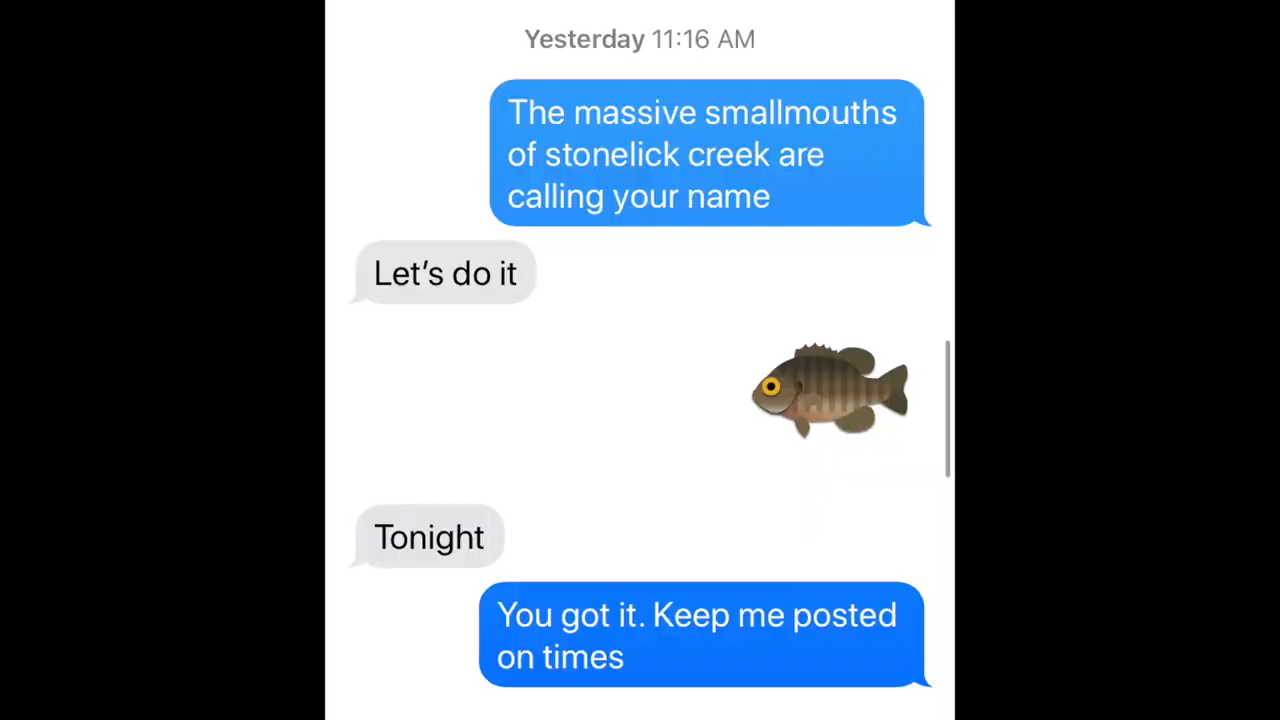 Yesterday 11:16 AM
The massive smallmouths
of stonelick creek are
calling your name
Let’s do it
Tonight
You got it. Keep me posted
on times